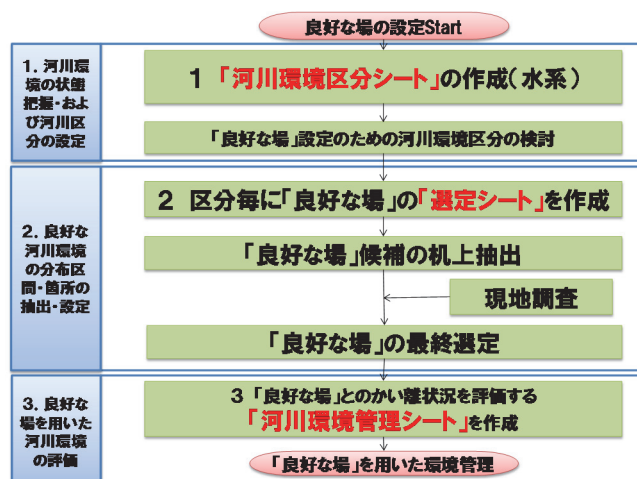 良好な場の設定Start
1. 河川環
境の状態
把握・およ
び河川区
分の設定
1 「河川環境区分シート」の作成（水系）
「良好な場」設定のための河川環境区分の検討
2. 良好な
河川環境
の分布区
間・箇所の
抽出・設定
2 区分毎に「良好な場」の「選定シート」を作成
「良好な場」候補の机上抽出
現地調査
「良好な場」の最終選定
3. 良好な
場を用いた
河川環境
の評価
3 「良好な場」とのかい離状況を評価する
「河川環境管理シート」を作成
「良好な場」を用いた環境管理